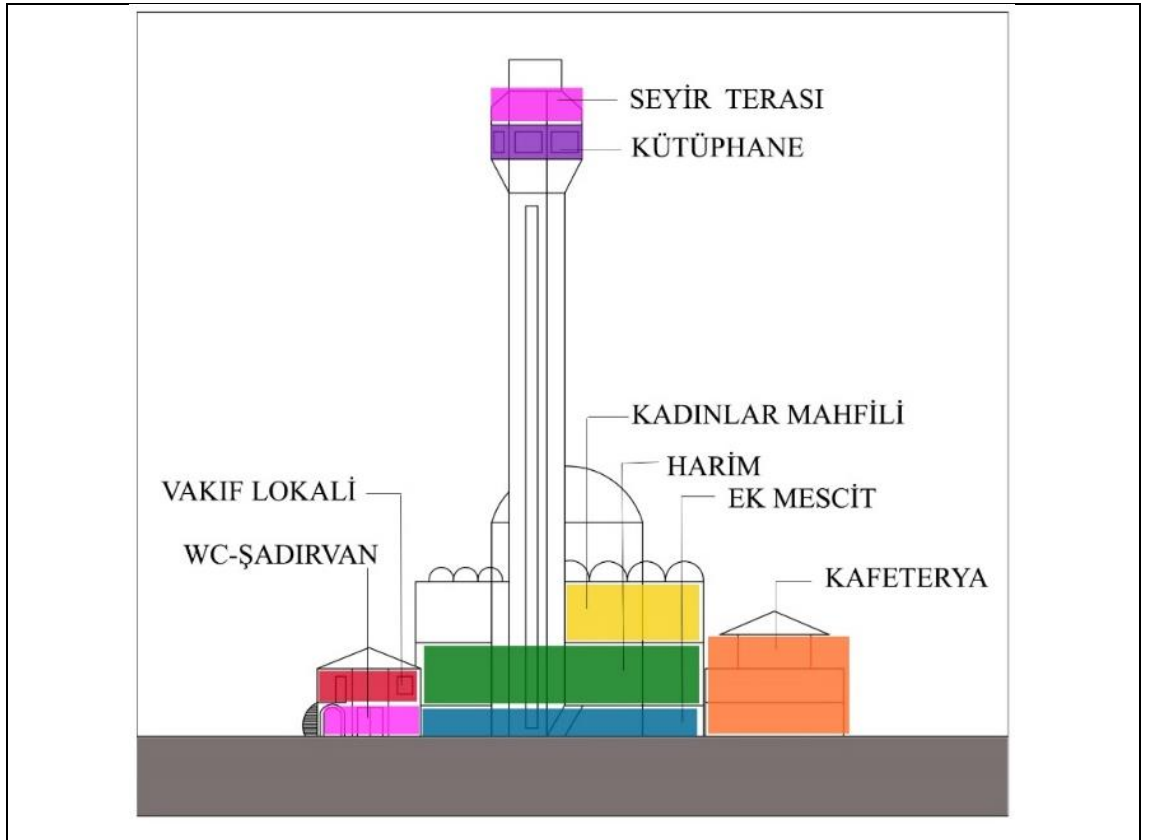 SEYİR TERASI
KÜTÜPHANE
KADINLAR MAHFİLİ
HARİM
VAKIF LOKALİ
EK MESCİT
WC-ŞADIRVAN
KAFETERYA